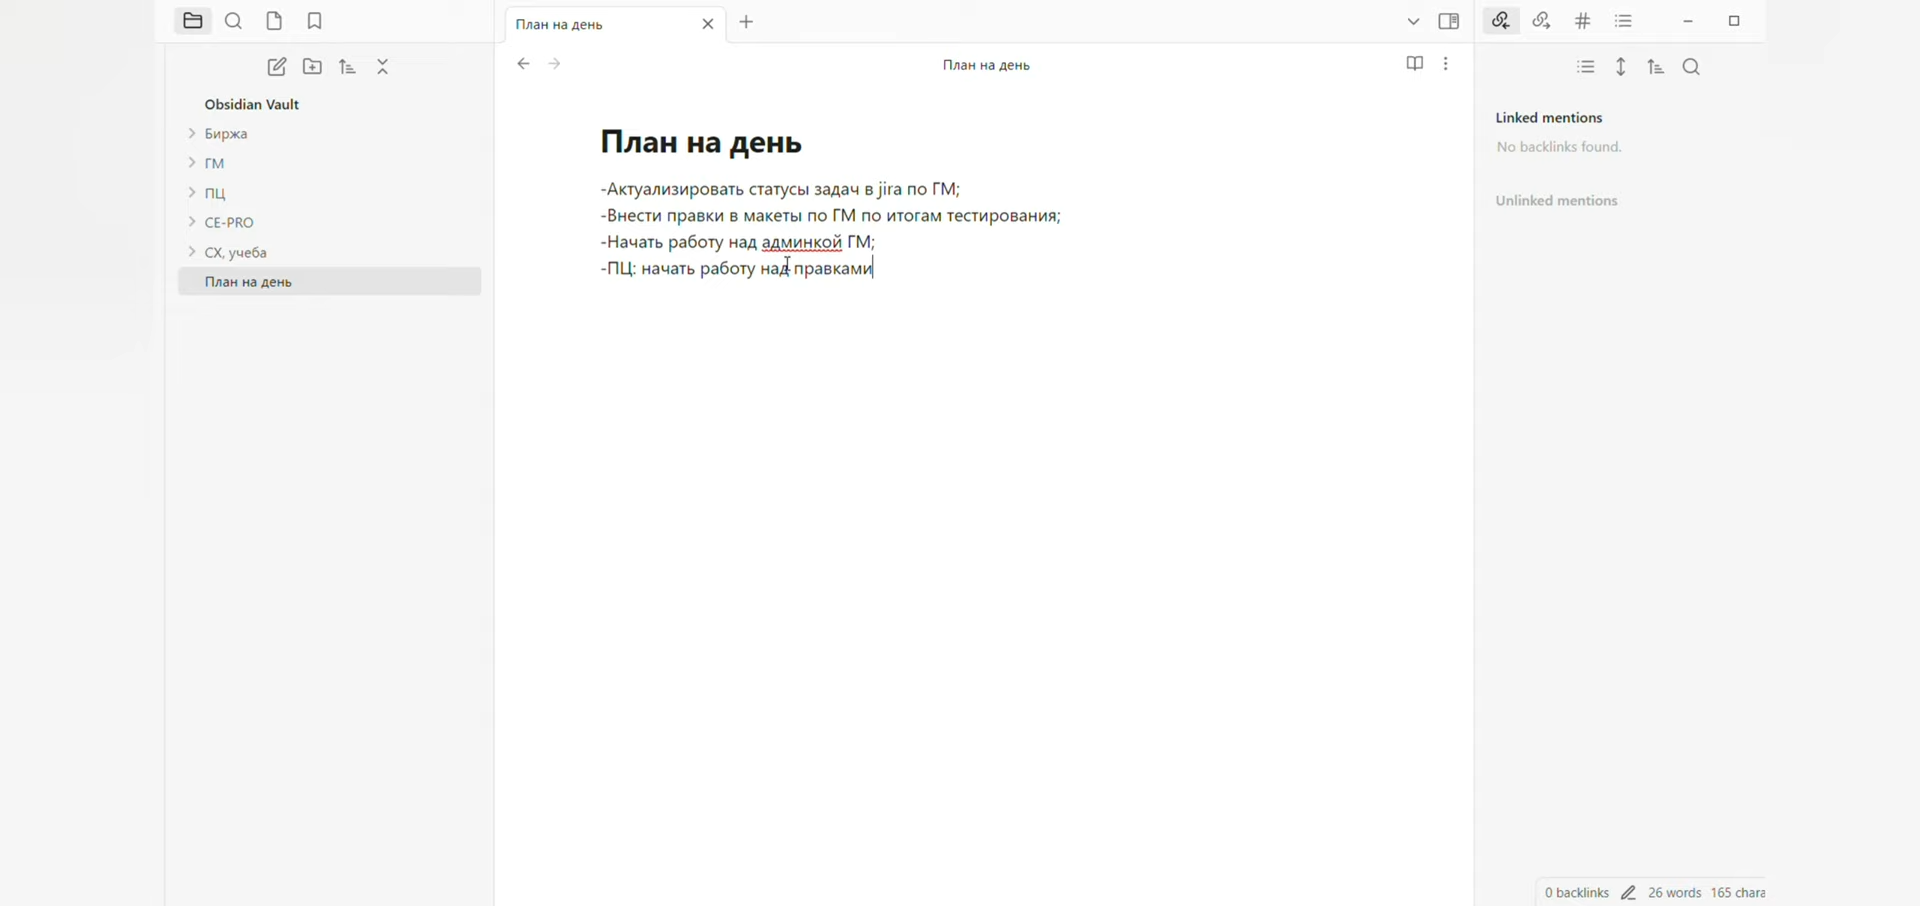 План на день
План на день
Obsidian Vault
Биржа
ГМ
ПЦ
CE-PRO
СХ, учеба
План на день
План на день
-Актуализировать статусы задач в jira по ГМ;
-Внести правки в макеты по ГМ по итогам тестирования;
-Начать работу над админкой ГМ;
-ПЦ: начать работу над правками
Linked mentions
No backlinks found.
Unlinked mentions
0 backlinks 26 words 165 chara